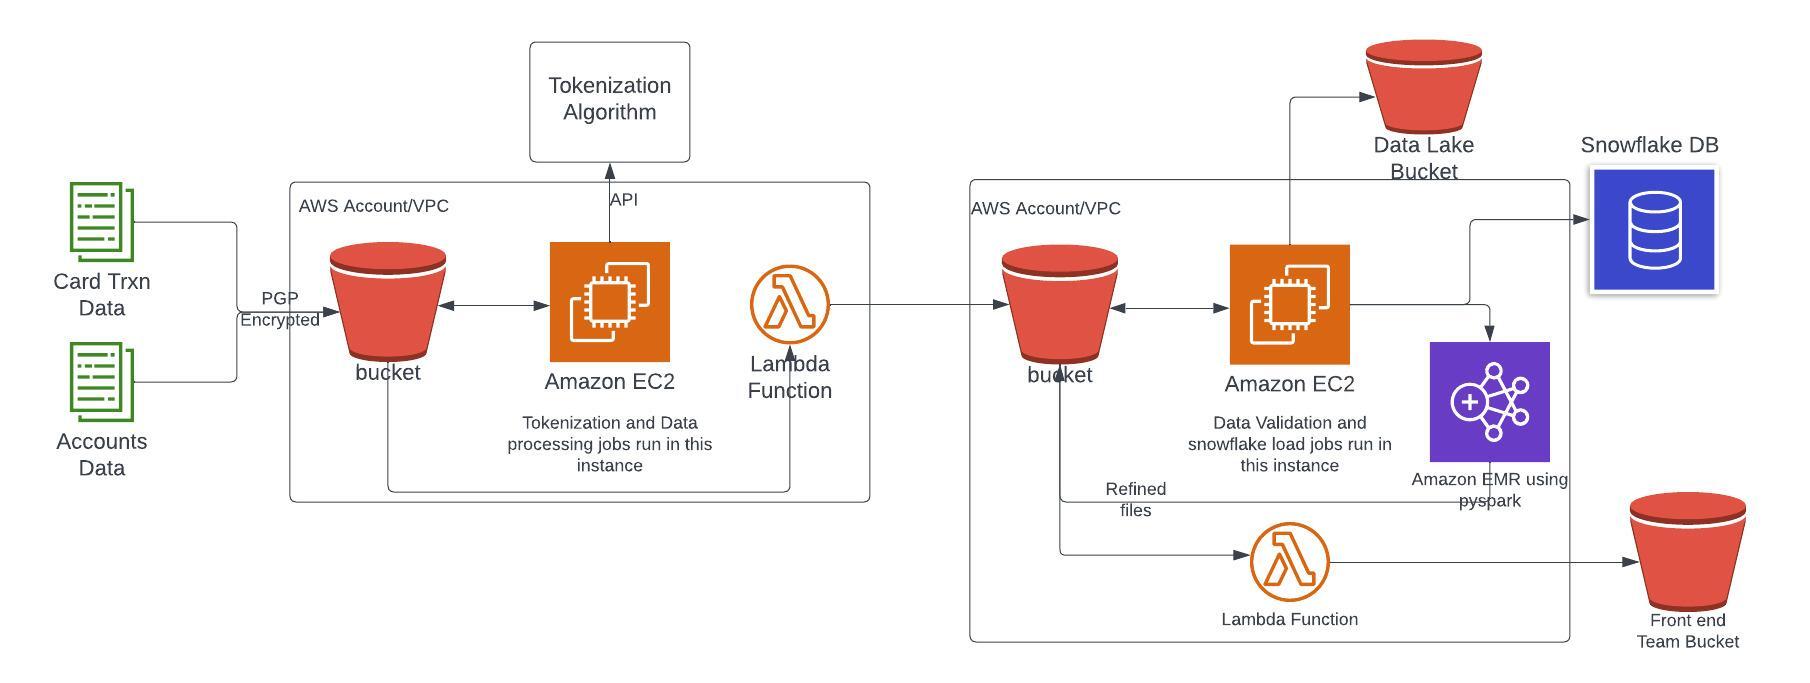 Tokenization
Algorithm
API
AWS Account/VPC
Card Trxn
Data
PGP
Encrypted
Accounts
Data
bucket
Amazon EC2
Tokenization and Data
processing jobs run in this
instance
Lambda
Function
Data Lake
Bucket
Snowflake DB
AWS Account/VPC
bucket
Amazon EC2
Data Validation and
snowflake load jobs run in
this instance
Amazon EMR using
pyspark
Refined
files
Lambda Function
Front end
Team Bucket